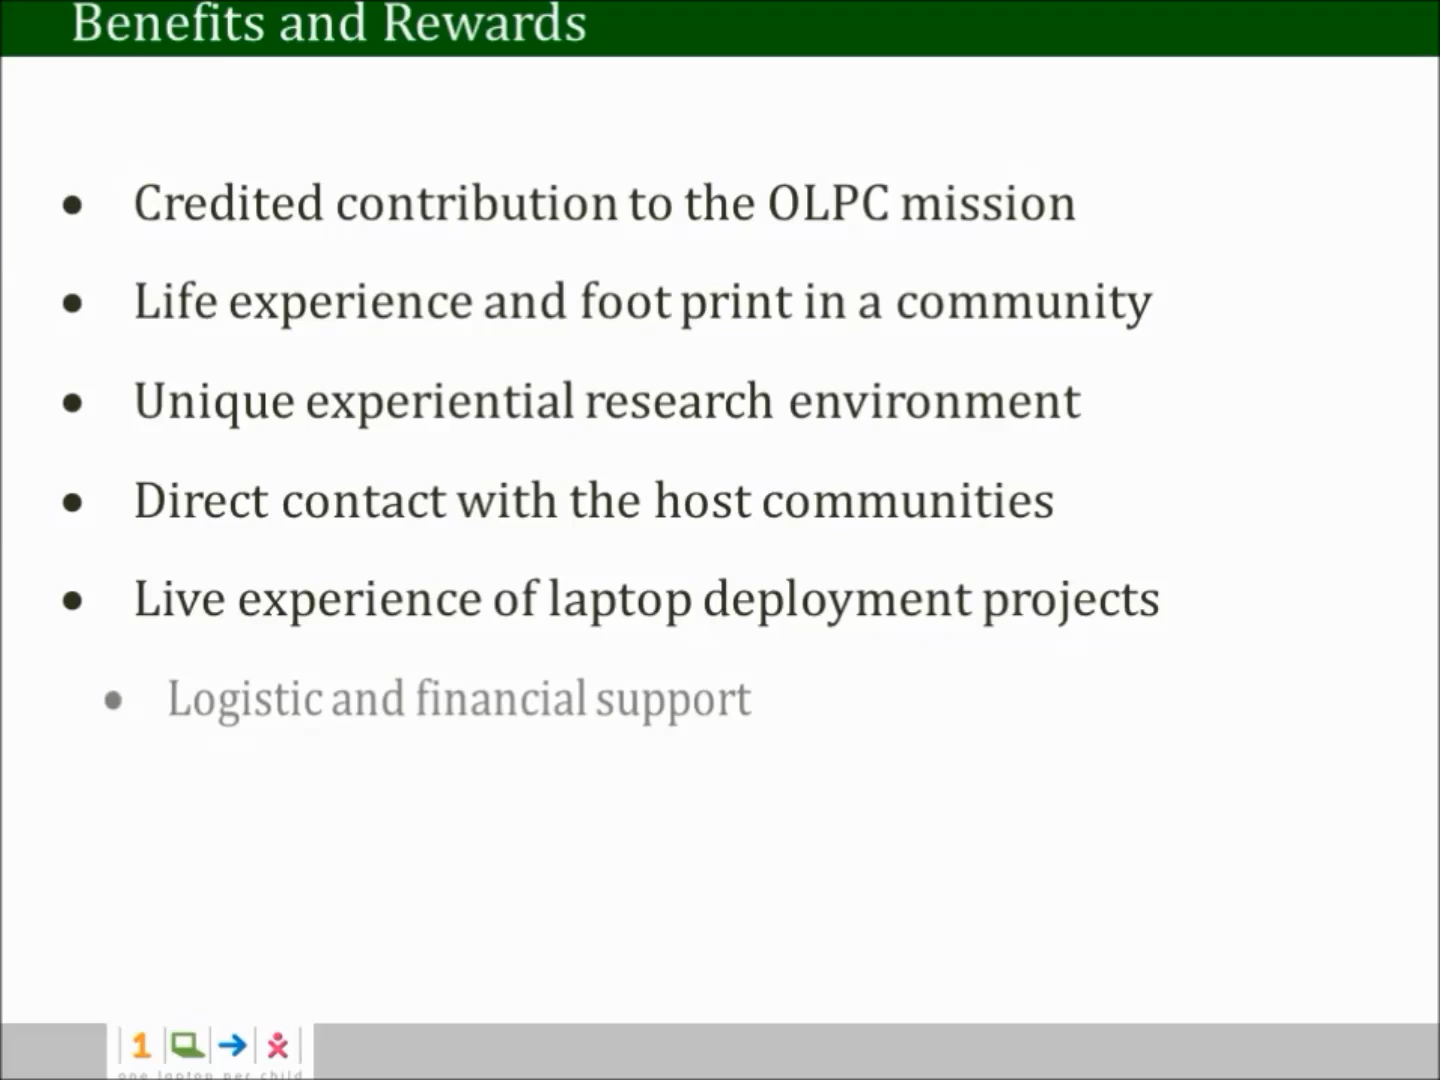 Benefits and Rewards
• Credited contribution to the OLPC mission
• Life experience and foot print in a community
• Unique experiential research environment
• Direct contact with the host communities
• Live experience of laptop deployment projects
• Logistic and financial support
1
one laptop per child